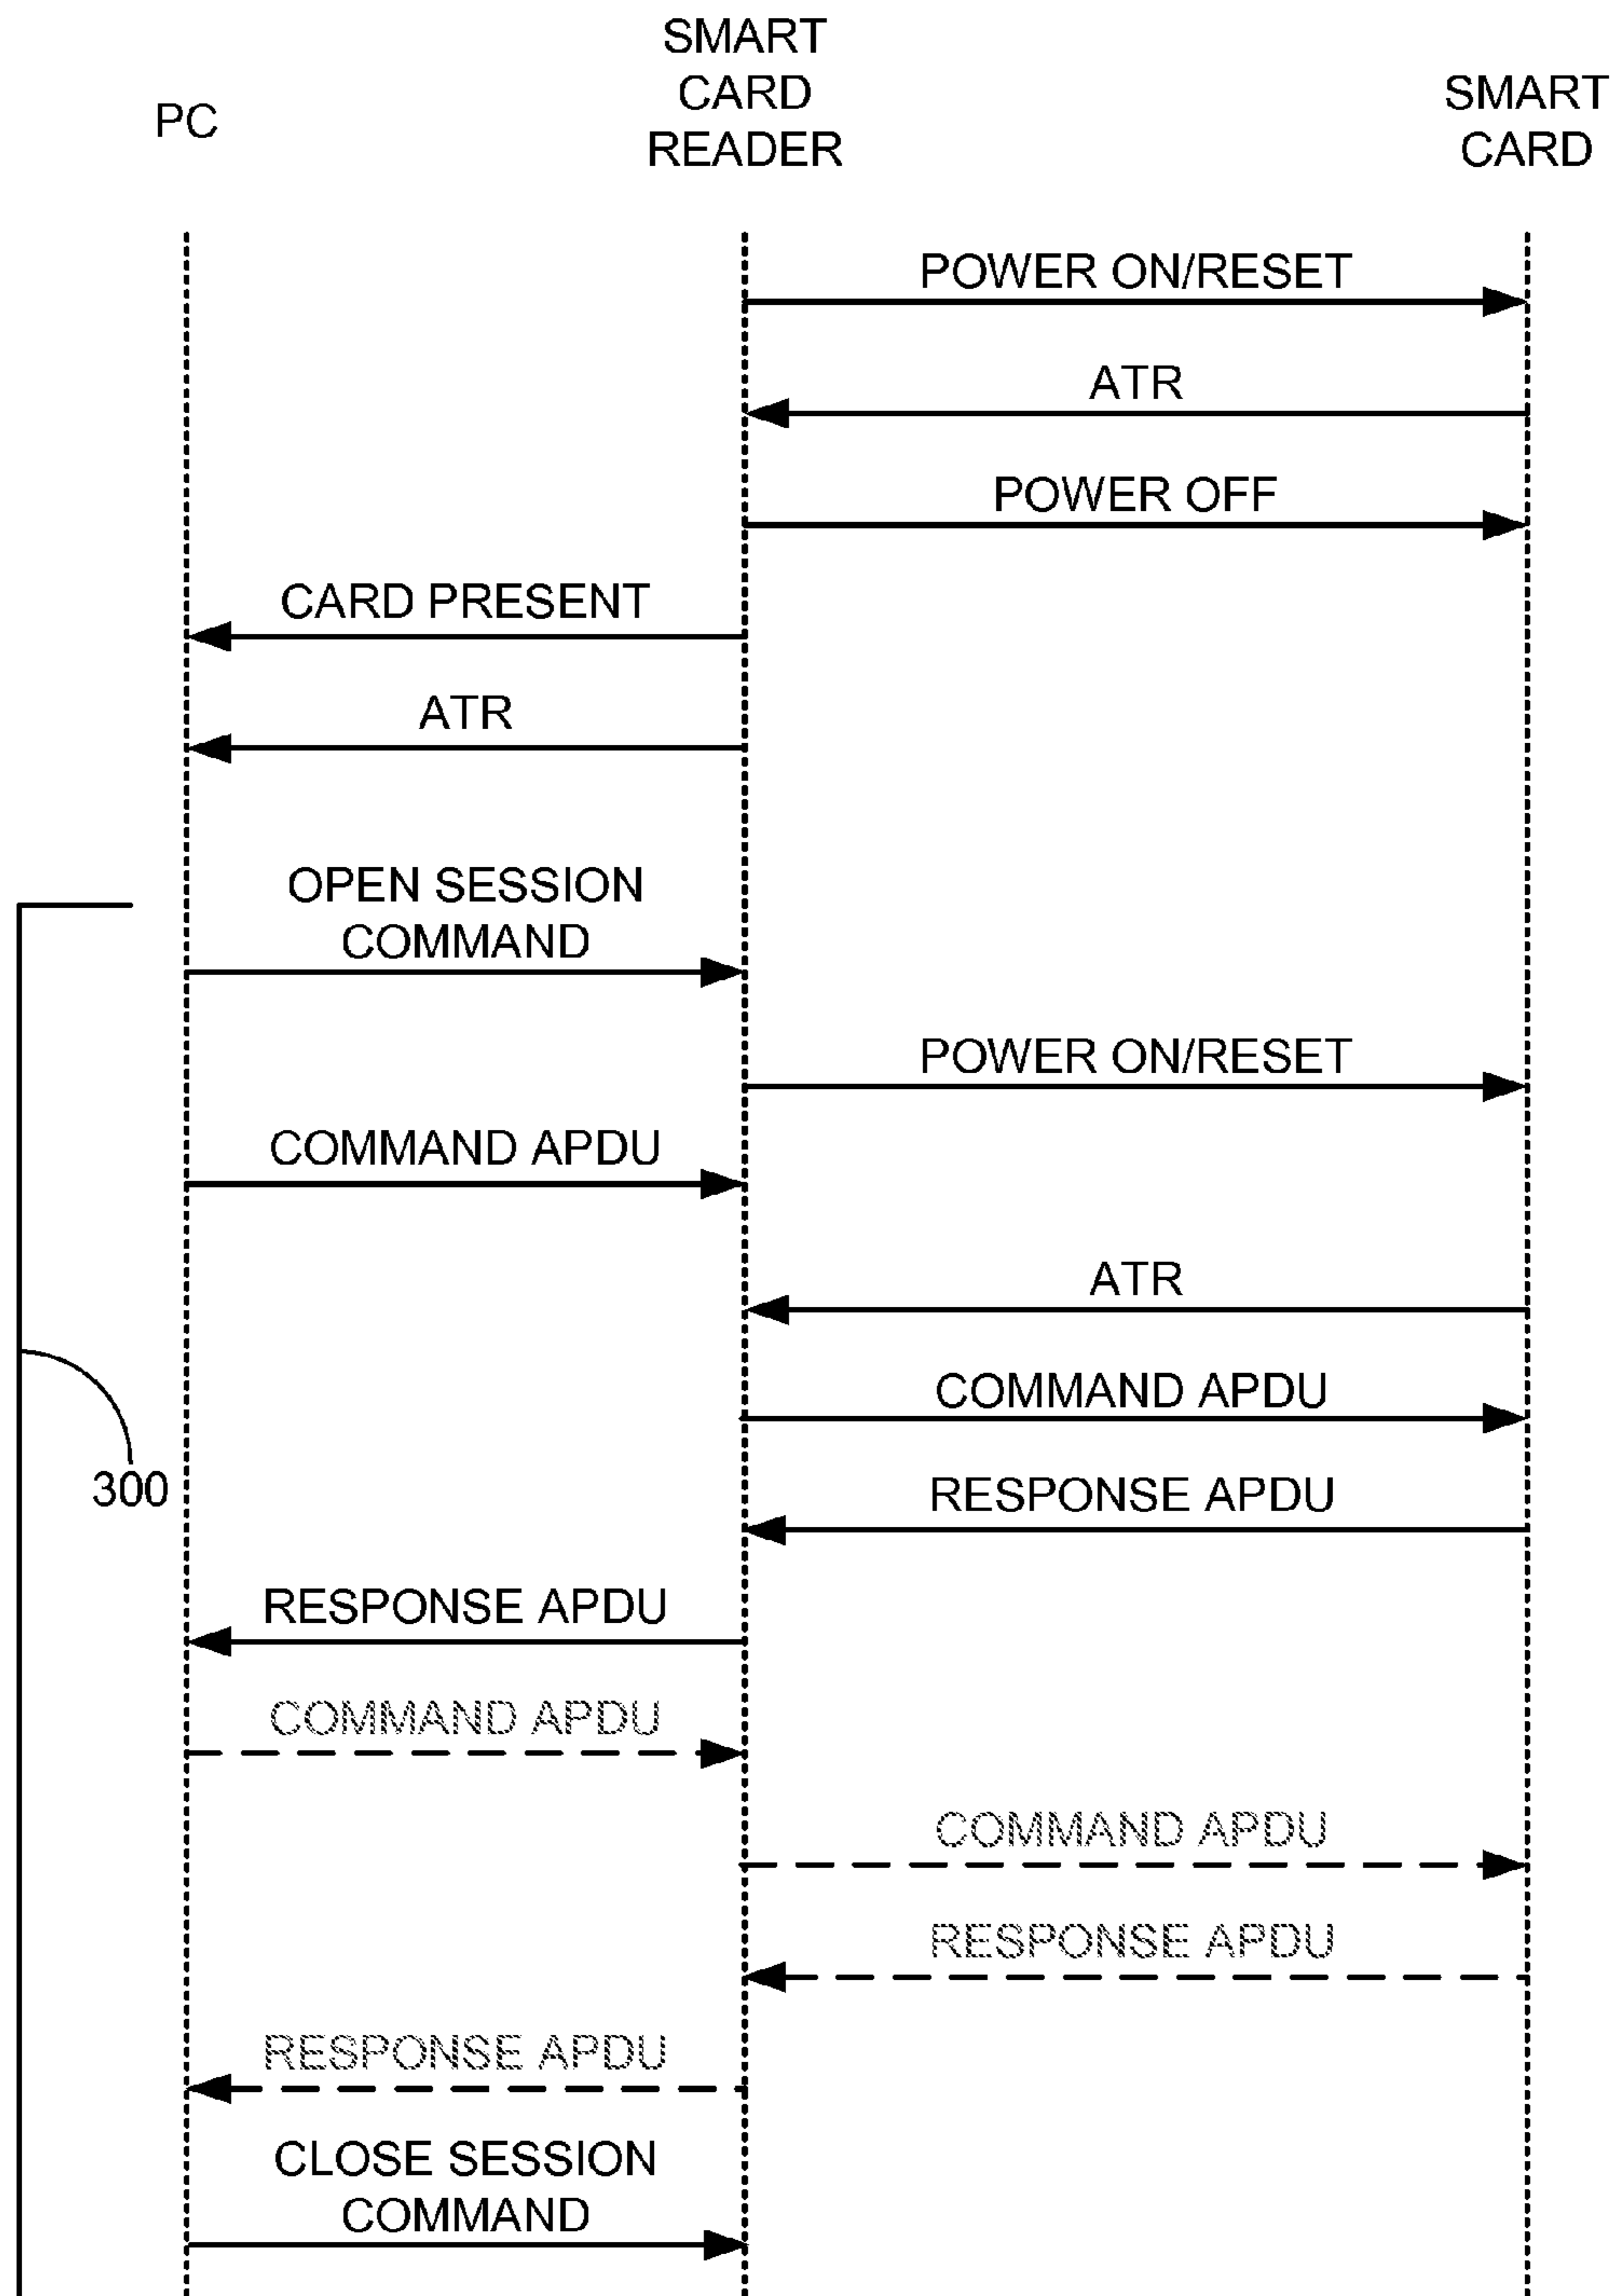 PC
SMART
CARD
READER
SMART
CARD
POWER ON/RESET
ATR
POWER OFF
CARD PRESENT
ATR
OPEN SESSION
COMMAND
POWER ON/RESET
COMMAND APDU
ATR
COMMAND APDU
300
RESPONSE APDU
RESPONSE APDU
COMMAND APDU
COMMAND APDU
RESPONSE APDU
RESPONSE APDU
CLOSE SESSION
COMMAND